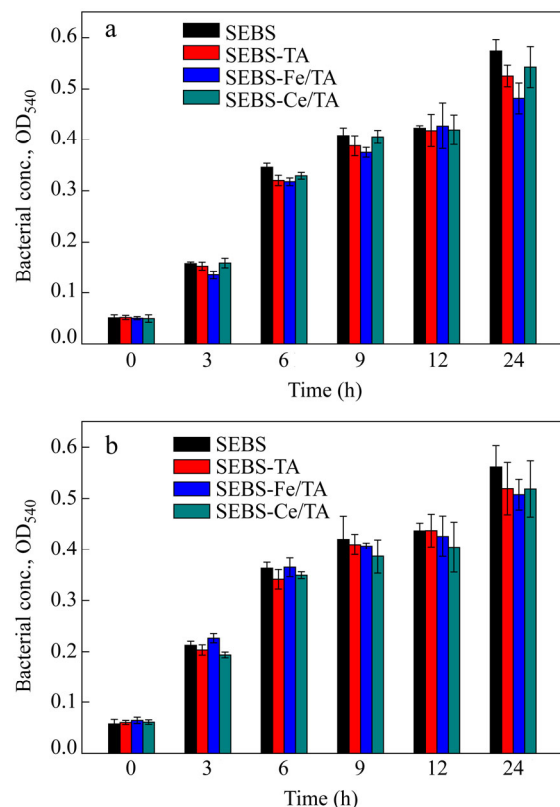 a
SEBS
SEBS-TA
SEBS-Fe/TA
SEBS-Ce/TA
Bacterial conc., OD540
0.6
0.5
0.4
0.3
0.2
0.1
0.0
0 3 6 9 12 24
Time (h)
b
SEBS
SEBS-TA
SEBS-Fe/TA
SEBS-Ce/TA
Bacterial conc., OD540
0.6
0.5
0.4
0.3
0.2
0.1
0.0
0 3 6 9 12 24
Time (h)